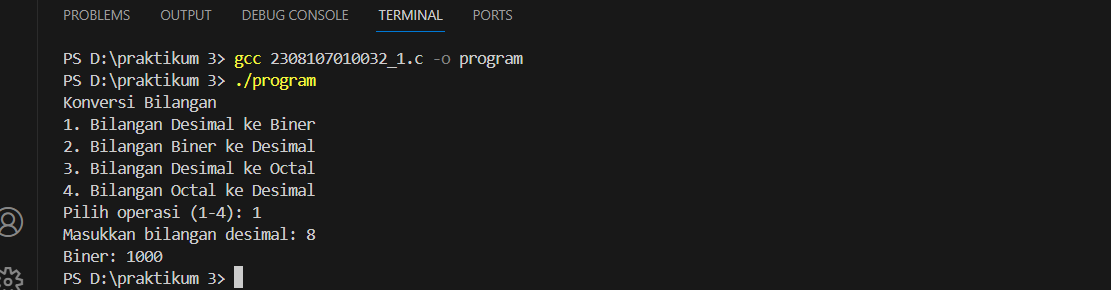 PROBLEMS OUTPUT DEBUG CONSOLE TERMINAL PORTS
PS D:\praktikum 3> gcc 2308107010032_1.c -o program
PS D:\praktikum 3> ./program
Konversi Bilangan
1. Bilangan Desimal ke Biner
2. Bilangan Biner ke Desimal
3. Bilangan Desimal ke Octal
4. Bilangan Octal ke Desimal
Pilih operasi (1-4): 1
Masukkan bilangan desimal: 8
Biner: 1000
PS D:\praktikum 3>